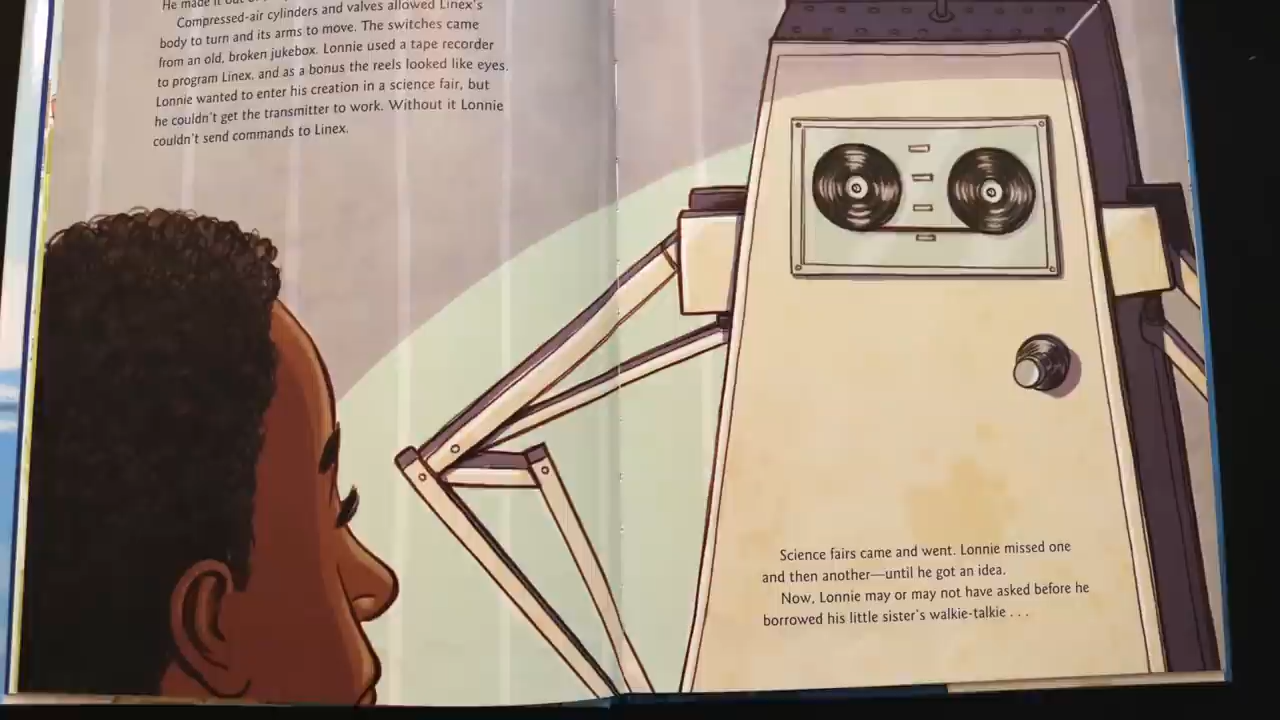 He made it out of
Compressed-air cylinders and valves allowed Linex's
body to turn and its arms to move. The switches came
from an old, broken jukebox. Lonnie used a tape recorder
to program Linex, and as a bonus the reels looked like eyes.
Lonnie wanted to enter his creation in a science fair, but
he couldn't get the transmitter to work. Without it Lonnie
couldn't send commands to Linex.
Science fairs came and went. Lonnie missed one
and then another—until he got an idea.
Now, Lonnie may or may not have asked before he
borrowed his little sister's walkie-talkie . . .